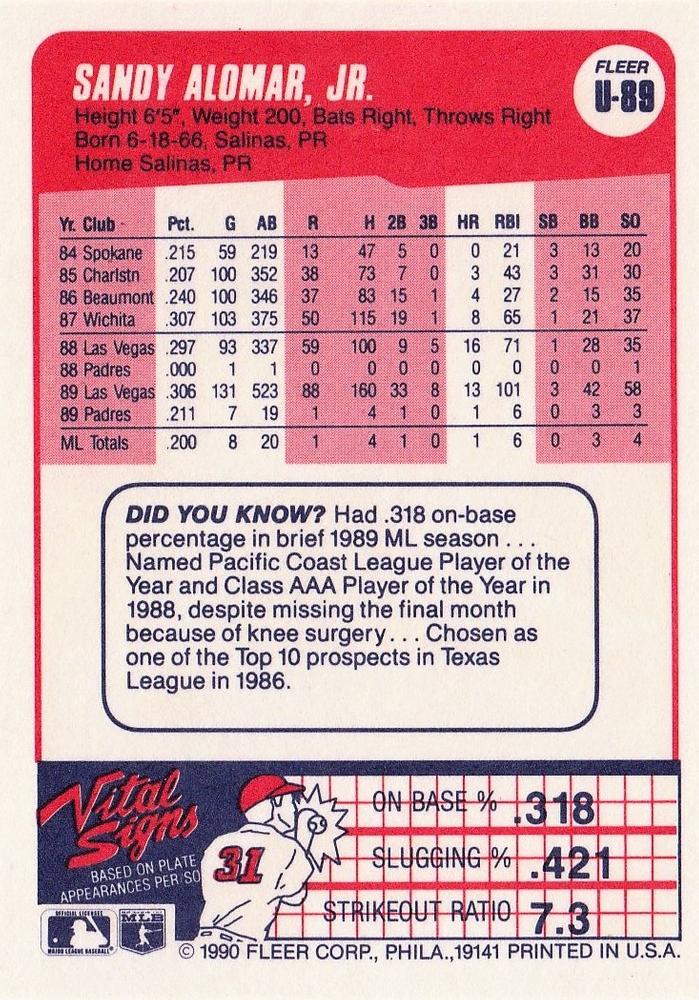 SANDY ALOMAR, JR.
FLEER
U-89
Height 6'5", Weight 200, Bats Right, Throws Right
Born 6-18-66, Salinas, PR
Home Salinas, PR
Yr. Club Pct. G AB R H 2B 3B HR RBI SB BB SO
84 Spokane .215 59 219 13 47 5 0 0 21 3 13 20
85 Charlstn .207 100 352 38 73 7 0 3 43 3 31 30
86 Beaumont .240 100 346 37 83 15 1 4 27 2 15 35
87 Wichita .307 103 375 50 115 19 1 8 65 1 21 37
88 Las Vegas .297 93 337 59 100 9 5 16 71 1 28 35
88 Padres .000 1 1 0 0 0 0 0 0 0 0 1
89 Las Vegas .306 131 523 88 160 33 8 13 101 3 42 58
89 Padres .211 7 19 1 4 1 0 1 6 0 3 3
ML Totals .200 8 20 1 4 1 0 1 6 0 3 4
DID YOU KNOW? Had .318 on-base
percentage in brief 1989 ML season . . .
Named Pacific Coast League Player of the
Year and Class AAA Player of the Year in
1988, despite missing the final month
because of knee surgery . . . Chosen as
one of the Top 10 prospects in Texas
League in 1986.
Vital
Signs
BASED ON PLATE
APPEARANCES PER/SO
31
ON BASE % .318
SLUGGING % .421
STRIKEOUT RATIO 7.3
OFFICIAL LICENSEE
MAJOR LEAGUE BASEBALL
© 1990 FLEER CORP., PHILA.,19141 PRINTED IN U.S.A.